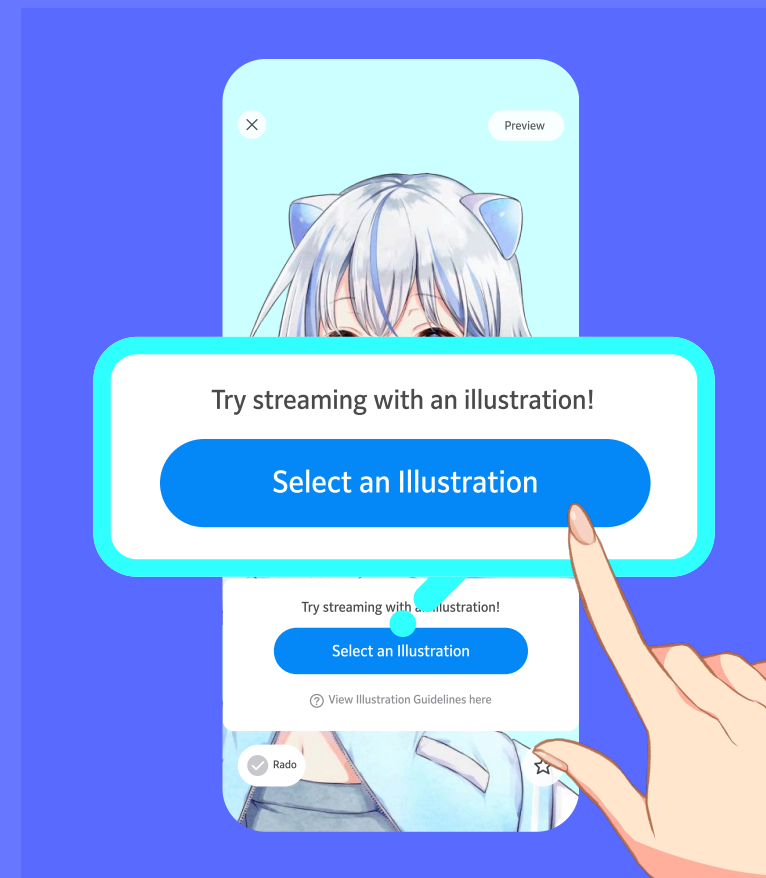 Preview
Try streaming with an illustration!
Select an Illustration
Try streaming with an illustration!
Select an Illustration
View Illustration Guidelines here
Rado